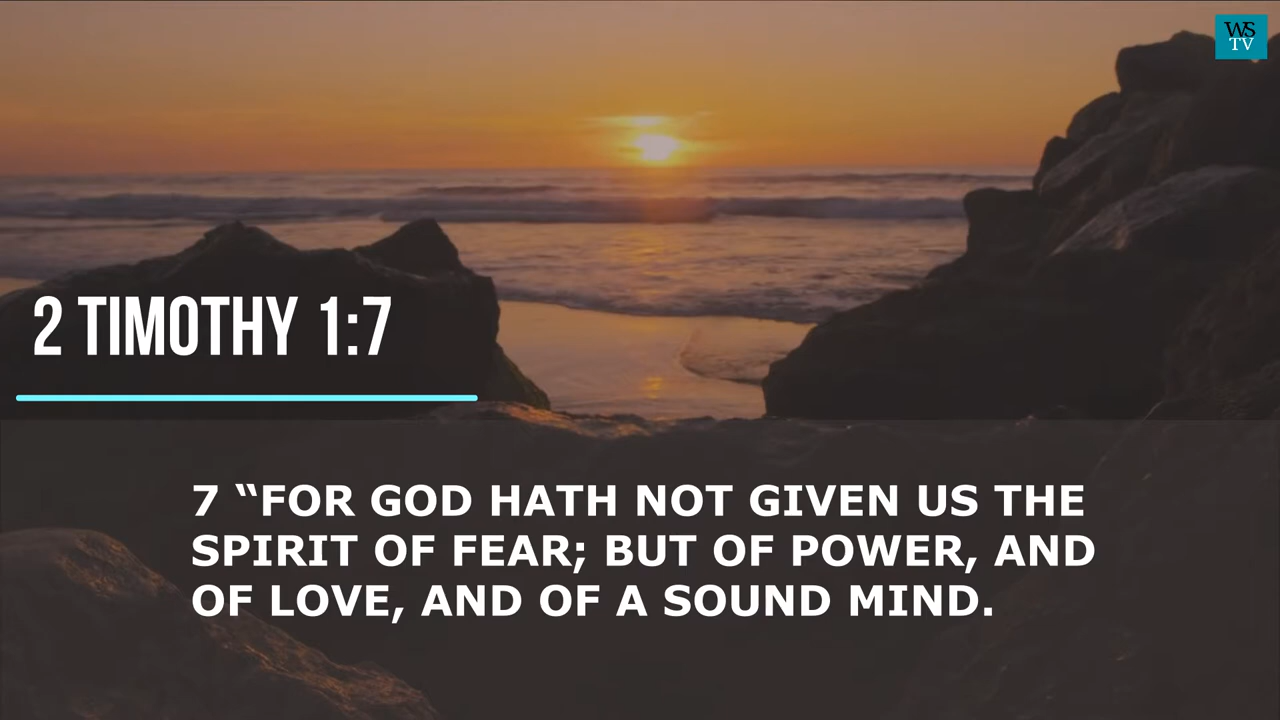 WS
TV
2 TIMOTHY 1:7
7 “FOR GOD HATH NOT GIVEN US THE
SPIRIT OF FEAR; BUT OF POWER, AND
OF LOVE, AND OF A SOUND MIND.